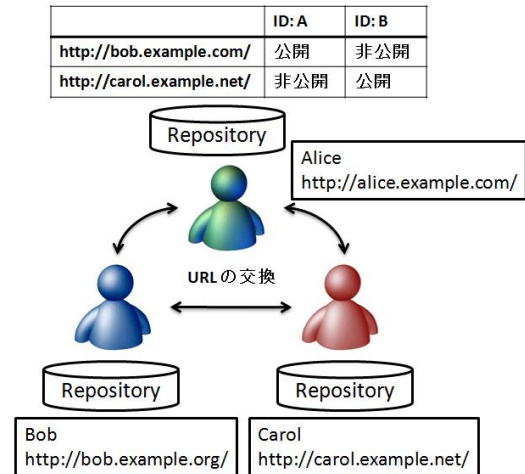 ID: A ID: B
http://bob.example.com/ 公開 非公開
http://carol.example.net/ 非公開 公開
Repository
Alice
http://alice.example.com/
URLの交換
Repository
Repository
Bob
http://bob.example.org/
Carol
http://carol.example.net/